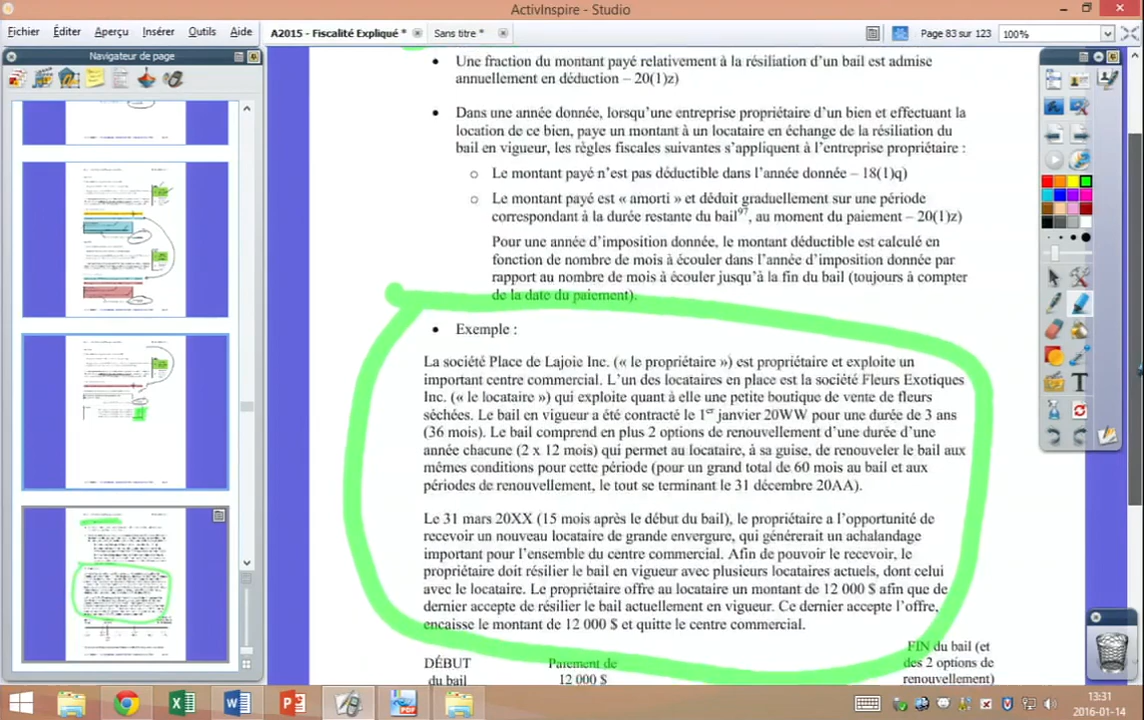 ActivInspire - Studio
Fichier Éditer Aperçu Insérer Outils Aide
A2015 - Fiscalité Expliqué *
Sans titre *
Page 83 sur 123
100%
Navigateur de page
• Une fraction du montant payé relativement à la résiliation d'un bail est admise
annuellement en déduction – 20(1)z)
• Dans une année donnée, lorsqu'une entreprise propriétaire d'un bien et effectuant la
location de ce bien, paye un montant à un locataire en échange de la résiliation du
bail en vigueur, les règles fiscales suivantes s'appliquent à l'entreprise propriétaire :
o Le montant payé n'est pas déductible dans l'année donnée – 18(1)q)
o Le montant payé est « amorti » et déduit graduellement sur une période
correspondant à la durée restante du bail97, au moment du paiement – 20(1)z)
Pour une année d'imposition donnée, le montant déductible est calculé en
fonction de nombre de mois à écouler dans l'année d'imposition donnée par
rapport au nombre de mois à écouler jusqu'à la fin du bail (toujours à compter
de la date du paiement).
• Exemple :
La société Place de Lajoie Inc. (« le propriétaire ») est propriétaire et exploite un
important centre commercial. L'un des locataires en place est la société Fleurs Exotiques
Inc. (« le locataire ») qui exploite quant à elle une petite boutique de vente de fleurs
séchées. Le bail en vigueur a été contracté le 1er janvier 20WW pour une durée de 3 ans
(36 mois). Le bail comprend en plus 2 options de renouvellement d'une durée d'une
année chacune (2 x 12 mois) qui permet au locataire, à sa guise, de renouveler le bail aux
mêmes conditions pour cette période (pour un grand total de 60 mois au bail et aux
périodes de renouvellement, le tout se terminant le 31 décembre 20AA).
Le 31 mars 20XX (15 mois après le début du bail), le propriétaire a l'opportunité de
recevoir un nouveau locataire de grande envergure, qui générerait un achalandage
important pour l'ensemble du centre commercial. Afin de pouvoir le recevoir, le
propriétaire doit résilier le bail en vigueur avec plusieurs locataires actuels, dont celui
avec le locataire. Le propriétaire offre au locataire un montant de 12 000 $ afin que de
dernier accepte de résilier le bail actuellement en vigueur. Ce dernier accepte l'offre,
encaisse le montant de 12 000 $ et quitte le centre commercial.
DÉBUT
du bail
Paiement de
12 000 $
FIN du bail (et
des 2 options de
renouvellement)
13:31
2016-01-14